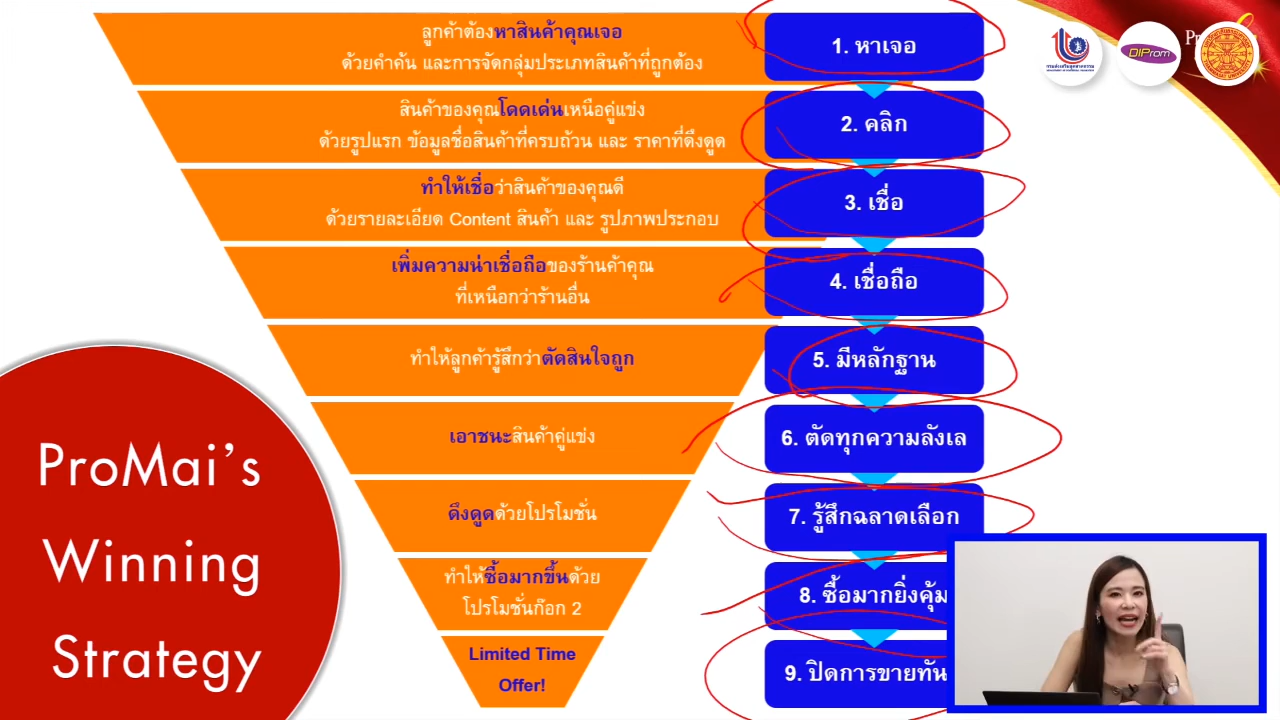 ลูกค้าต้องหาสินค้าคุณเจอ
ด้วยคำค้น และการจัดกลุ่มประเภทสินค้าที่ถูกต้อง
1. หาเจอ
สินค้าของคุณโดดเด่นเหนือคู่แข่ง
ด้วยรูปแรก ข้อมูลชื่อสินค้าที่ครบถ้วน และ ราคาที่ดึงดูด
2. คลิก
ทำให้เชื่อว่าสินค้าของคุณดี
ด้วยรายละเอียด Content สินค้า และ รูปภาพประกอบ
3. เชื่อ
เพิ่มความน่าเชื่อถือของร้านค้าคุณ
ที่เหนือกว่าร้านอื่น
4. เชื่อถือ
ทำให้ลูกค้ารู้สึกว่าตัดสินใจถูก
5. มีหลักฐาน
เอาชนะสินค้าคู่แข่ง
6. ตัดทุกความลังเล
ดึงดูดด้วยโปรโมชั่น
7. รู้สึกฉลาดเลือก
ทำให้ซื้อมากขึ้นด้วย
โปรโมชั่นก๊อก 2
8. ซื้อมากยิ่งคุ้ม
Limited Time
Offer!
9. ปิดการขายทัน
ProMai's
Winning
Strategy
DIProm